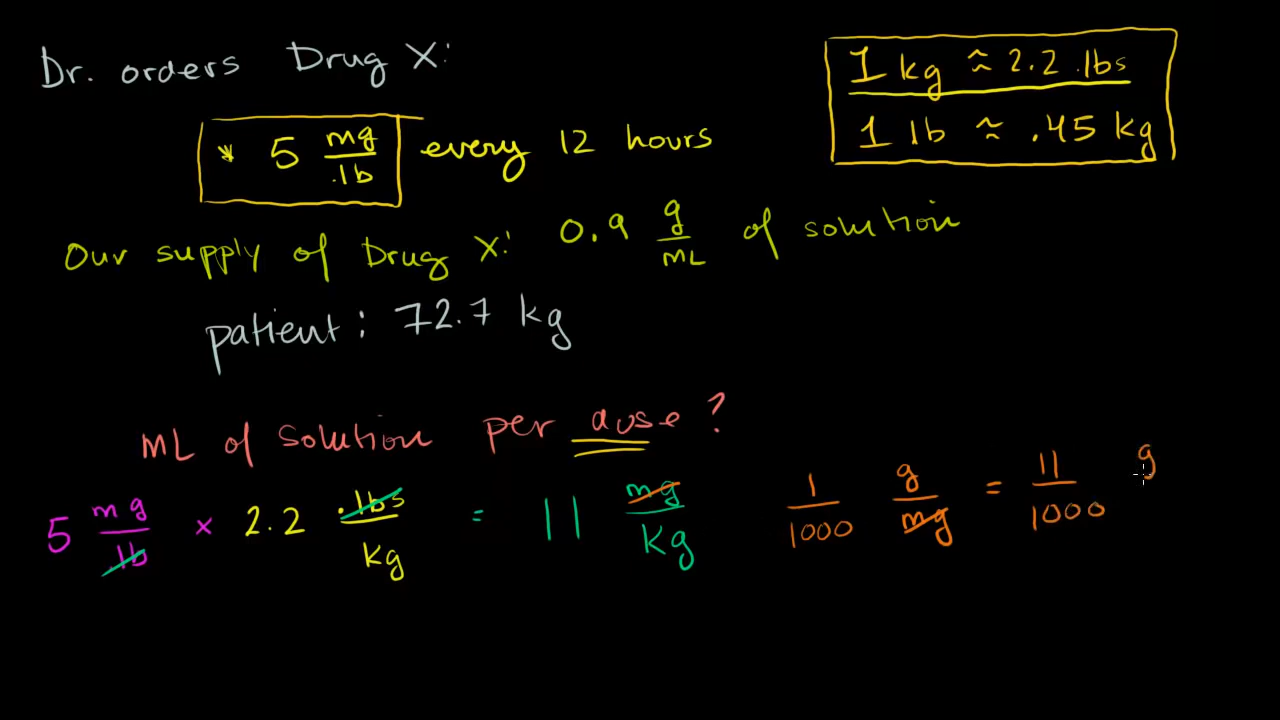 Dr. orders Drug X:
1 kg ≈ 2.2 lbs
1 lb ≈ .45 kg
* 5 mg/lb every 12 hours
Our supply of Drug X: 0.9 g/mL of solution
patient: 72.7 kg
mL of solution per dose?
5 mg/lb × 2.2 lbs/kg = 11 mg/kg 1/1000 g/mg = 11/1000 g